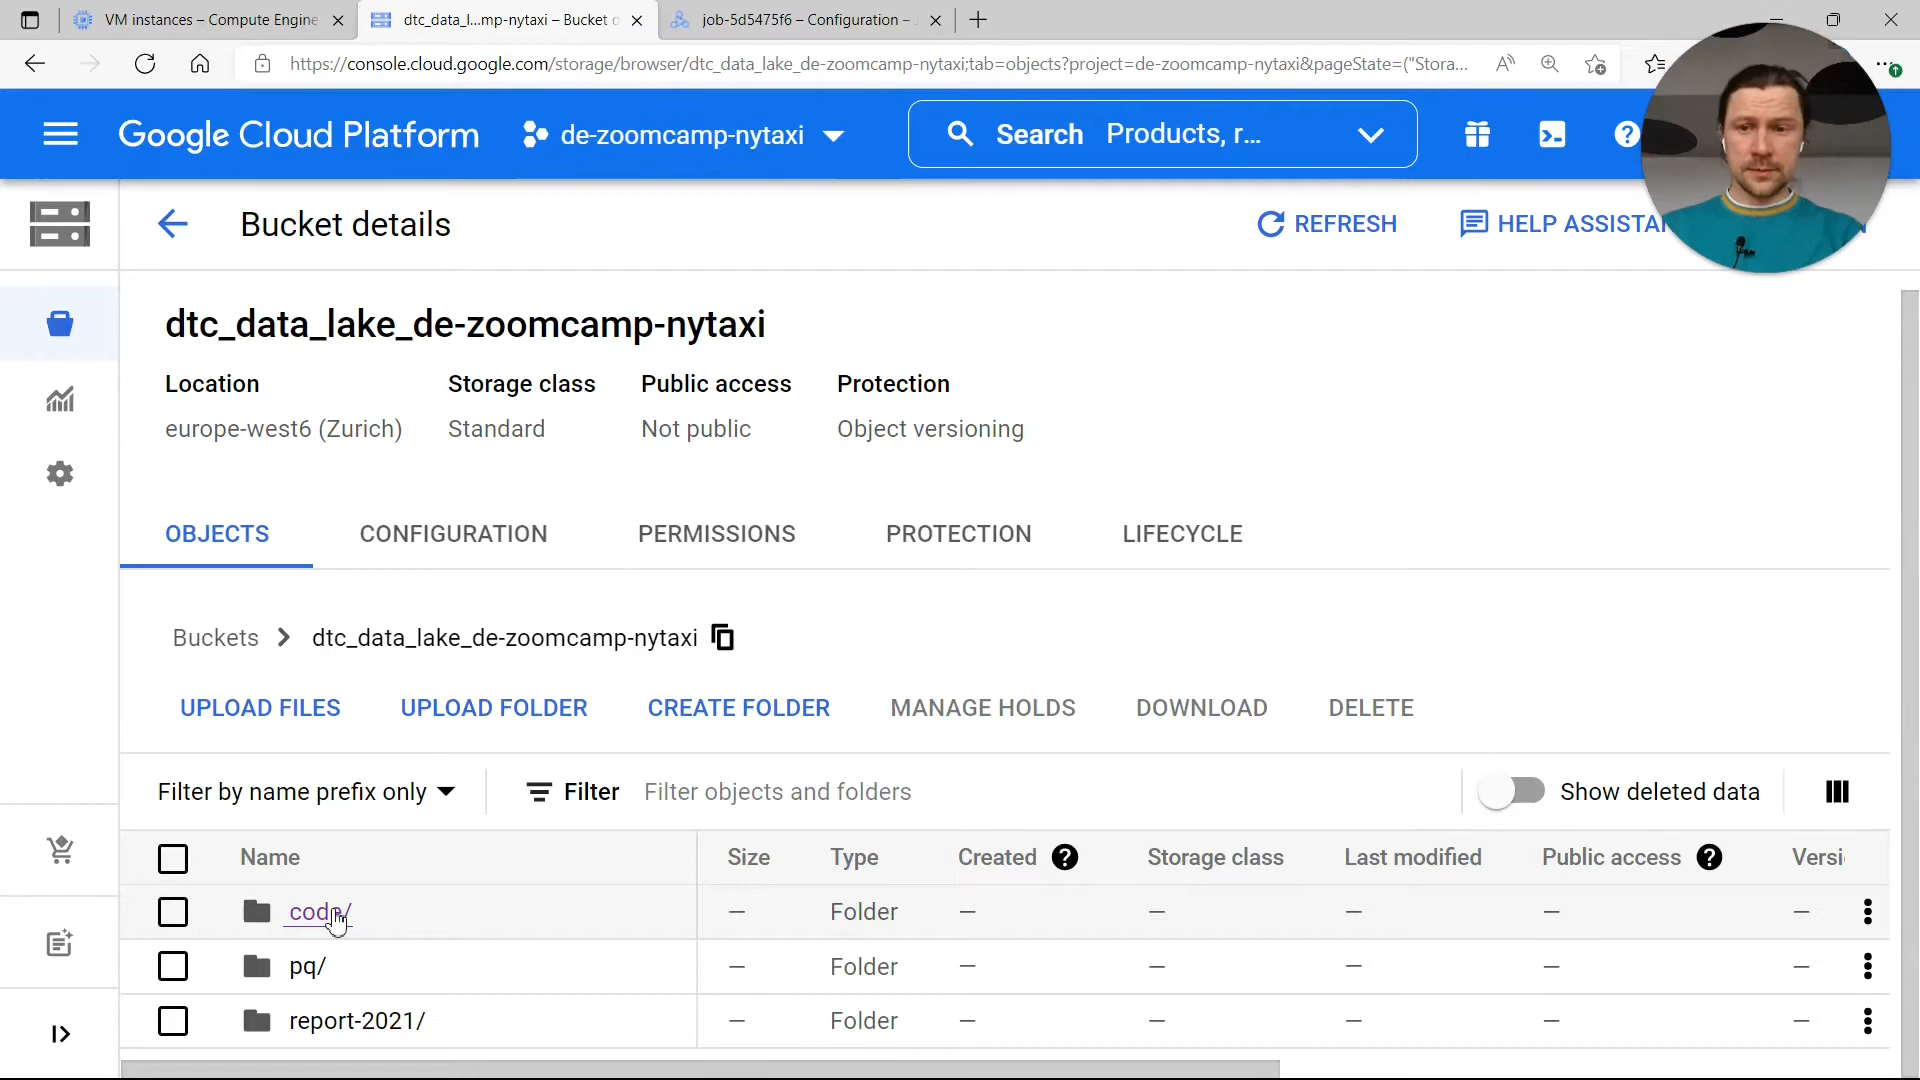 VM instances – Compute Engine
dtc_data_l...mp-nytaxi – Bucket d
job-5d5475f6 – Configuration –
https://console.cloud.google.com/storage/browser/dtc_data_lake_de-zoomcamp-nytaxi;tab=objects?project=de-zoomcamp-nytaxi&pageState=("Stora...
Google Cloud Platform
de-zoomcamp-nytaxi
Search Products, r...
Bucket details
REFRESH
HELP ASSISTA
dtc_data_lake_de-zoomcamp-nytaxi
Location Storage class Public access Protection
europe-west6 (Zurich) Standard Not public Object versioning
OBJECTS CONFIGURATION PERMISSIONS PROTECTION LIFECYCLE
Buckets > dtc_data_lake_de-zoomcamp-nytaxi
UPLOAD FILES UPLOAD FOLDER CREATE FOLDER MANAGE HOLDS DOWNLOAD DELETE
Filter by name prefix only Filter Filter objects and folders Show deleted data
Name Size Type Created Storage class Last modified Public access Versi
code/ — Folder — — — — —
pq/ — Folder — — — — —
report-2021/ — Folder — — — — —